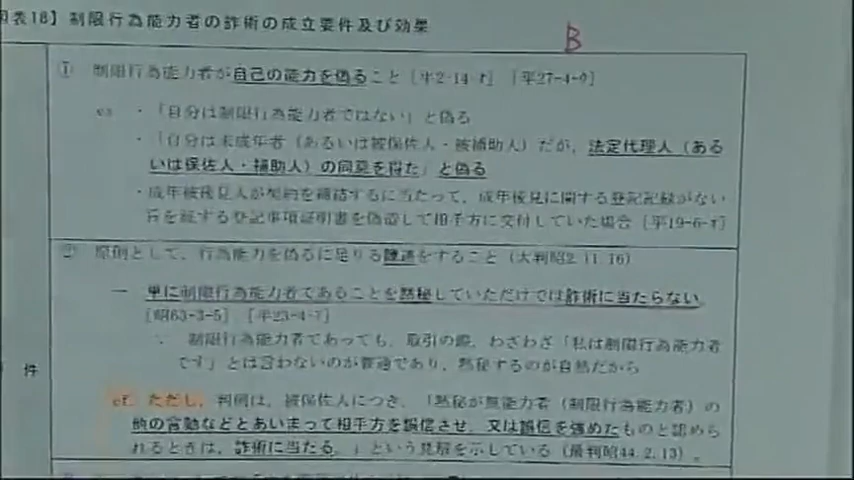 表18】制限行為能力者の詐術の成立要件及び効果
B
① 制限行為能力者が自己の能力を偽ること［平2-14-オ］［平27-4-ウ］
ex ・「自分は制限行為能力者ではない」と偽る
・「自分は未成年者（あるいは被保佐人・被補助人）だが，法定代理人（ある
いは保佐人・補助人）の同意を得た」と偽る
・成年被後見人が契約を締結するに当たって，成年後見に関する登記記録がない
旨を証する登記事項証明書を偽造して相手方に交付していた場合［平19-6-オ］
② 原則として，行為能力を偽るに足りる醜造をすること（大判昭2.11.16）
→ 単に制限行為能力者であることを黙秘していただけでは詐術に当たらない
［昭63-3-5］［平23-4-オ］
∵ 制限行為能力者であっても，取引の際，わざわざ「私は制限行為能力者
です」とは言わないのが普通であり，黙秘するのが自然だから
件
cf. ただし，判例は，被保佐人につき，「黙秘が無能力者（制限行為能力者）の
他の言動などとあいまって相手方を誤信させ，又は誤信を強めたものと認めら
れるときは，詐術に当たる。」という見解を示している（最判昭44.2.13）。